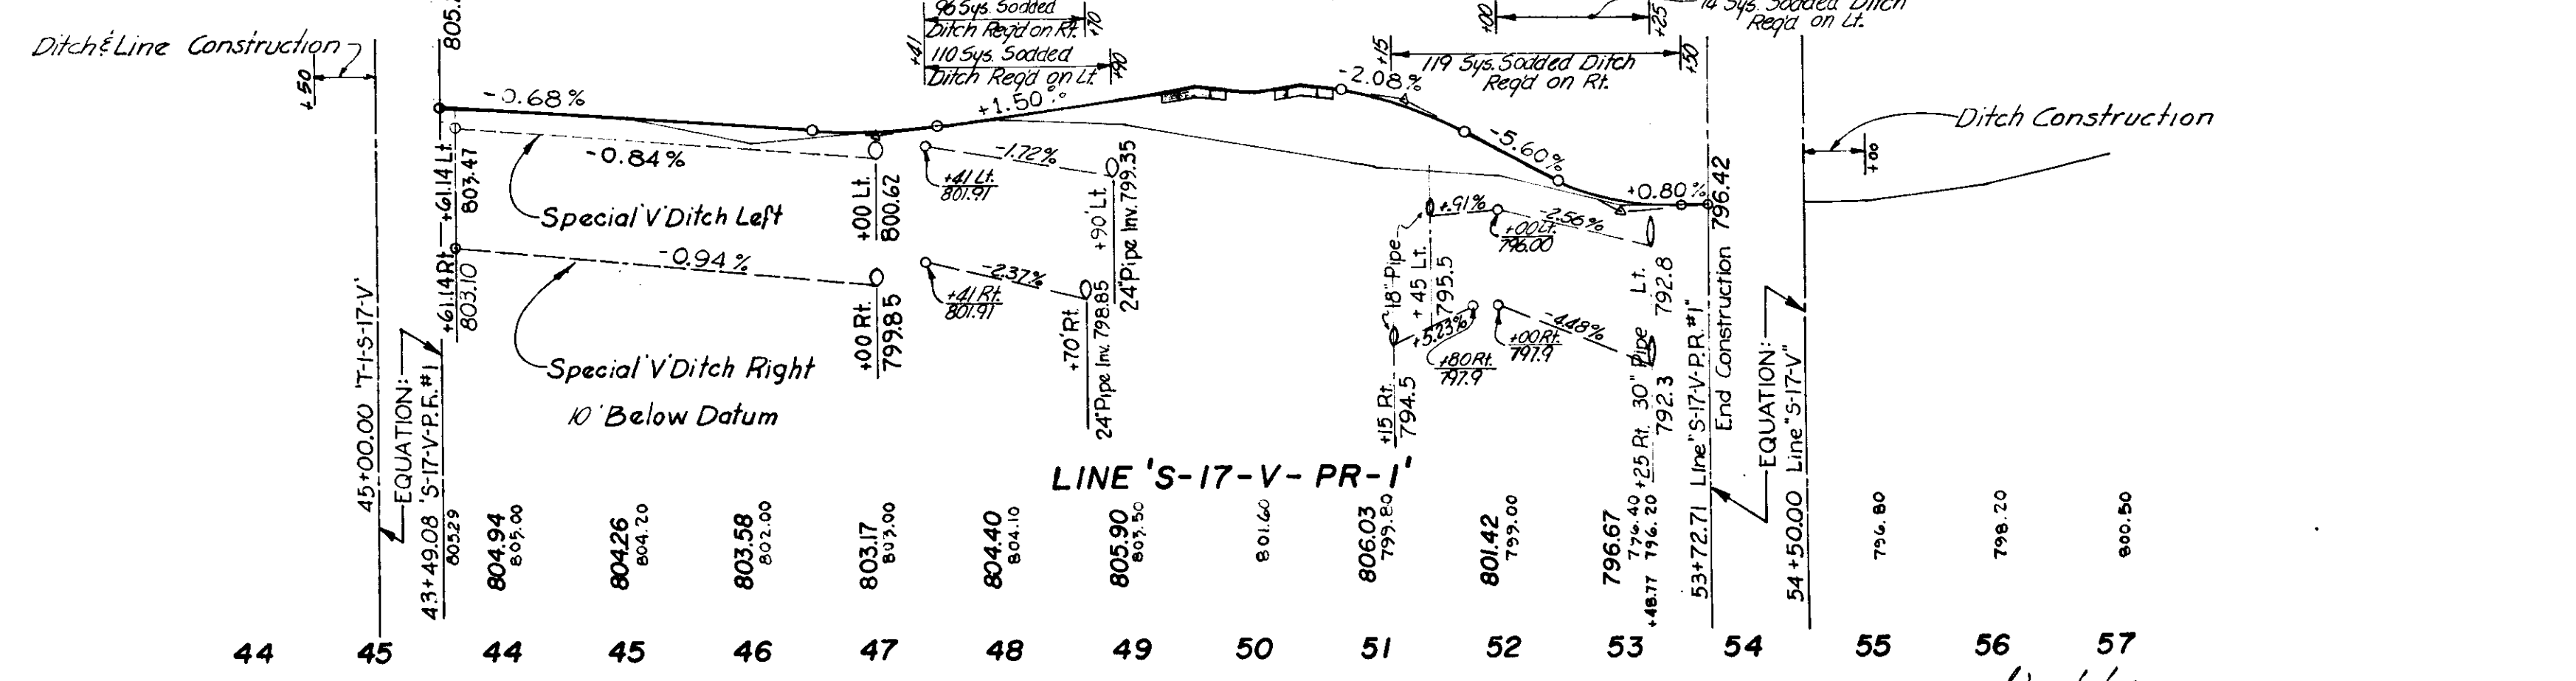 96 Sys. Sodded
Ditch Req'd on Rt.
+70
110 Sys. Sodded
Ditch Req'd on Lt.
+41
+90
+00
+25
14 Sys. Sodded Ditch
Req'd on Lt.
+15
+50
119 Sys. Sodded Ditch
Req'd on Rt.
Ditch & Line Construction
+50
Ditch Construction
+00
-0.68%
+1.50%
-2.08%
-5.60%
+0.80%
-0.84%
Special 'V' Ditch Left
-0.94%
Special 'V' Ditch Right
10' Below Datum
+61.14 Lt.
803.47
+61.14 Rt.
803.10
+00 Lt.
800.62
+00 Rt.
799.85
+41 Lt.
801.91
-1.72%
+90' Lt.
24" Pipe Inv. 799.35
+41 Rt.
801.91
-2.37%
+70' Rt.
24" Pipe Inv. 798.85
18" Pipe
+45 Lt.
795.5
+.91%
+00 Lt.
796.00
-2.56%
+15 Rt.
794.5
+5.23%
+80 Rt.
797.9
+00 Rt.
797.9
-4.48%
Lt.
792.8
+25 Rt. 30" Pipe
792.3
End Construction 796.42
45+00.00 'T-1-S-17-V'
EQUATION:
43+49.08 'S-17-V-P.R.#1
53+72.71 Line "S-17-V-P.R.#1"
EQUATION:
54+50.00 Line "S-17-V"
LINE 'S-17-V-PR-1'
805.29
804.94
805.00
804.26
804.20
803.58
802.00
803.17
803.00
804.40
804.10
805.90
803.50
801.60
806.03
799.80
801.42
799.00
796.67
796.40
+48.77 796.20
796.80
798.20
800.50
44 45 44 45 46 47 48 49 50 51 52 53 54 55 56 57